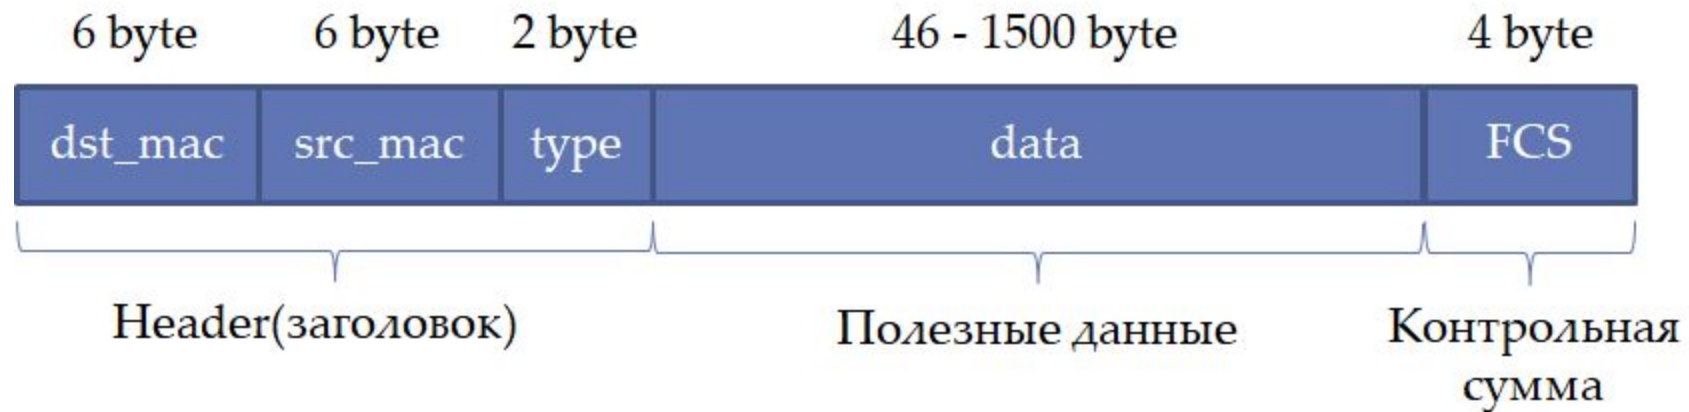 6 byte 6 byte 2 byte 46 - 1500 byte 4 byte
dst_mac src_mac type data FCS
Header(заголовок) Полезные данные Контрольная
сумма